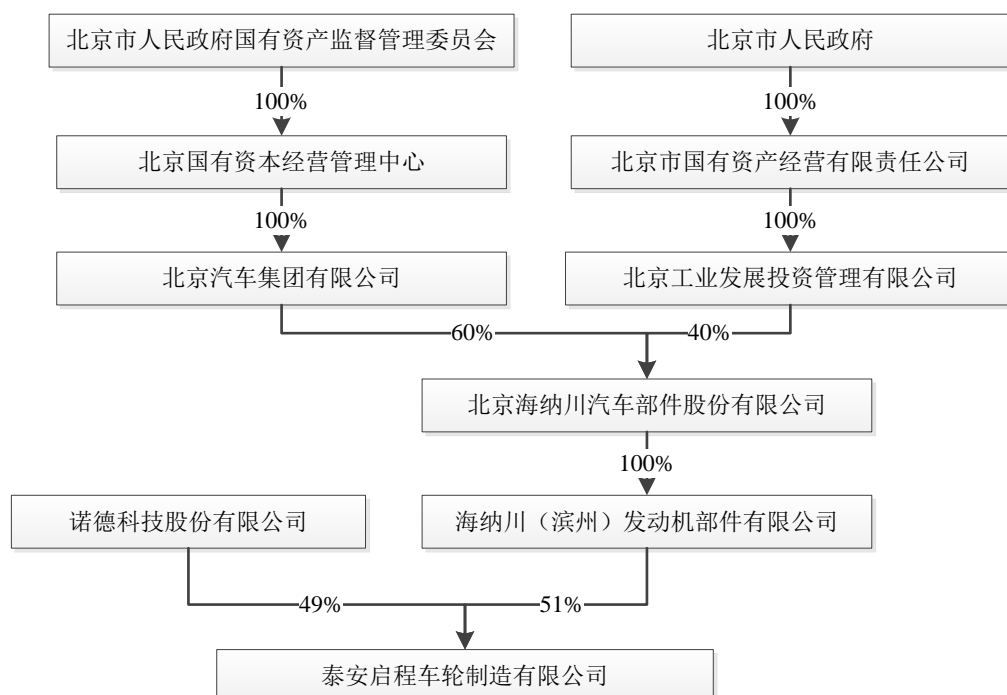 北京市人民政府国有资产监督管理委员会
北京市人民政府
100%
100%
北京国有资本经营管理中心
北京市国有资产经营有限责任公司
100%
100%
北京汽车集团有限公司
北京工业发展投资管理有限公司
60%
40%
北京海纳川汽车部件股份有限公司
100%
诺德科技股份有限公司
海纳川（滨州）发动机部件有限公司
49%
51%
泰安启程车轮制造有限公司